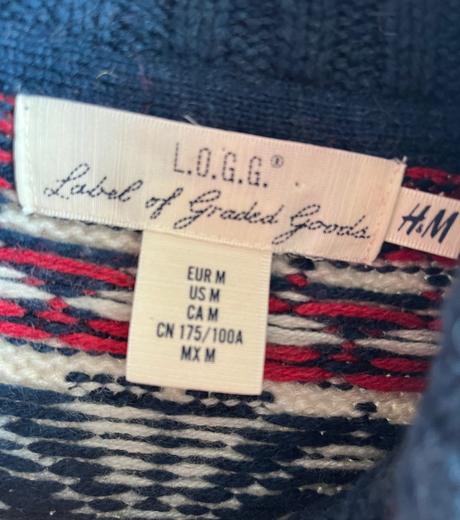 L.O.G.G.®
Label of Graded Goods
H&M
EUR M
US M
CA M
CN 175/100A
MX M